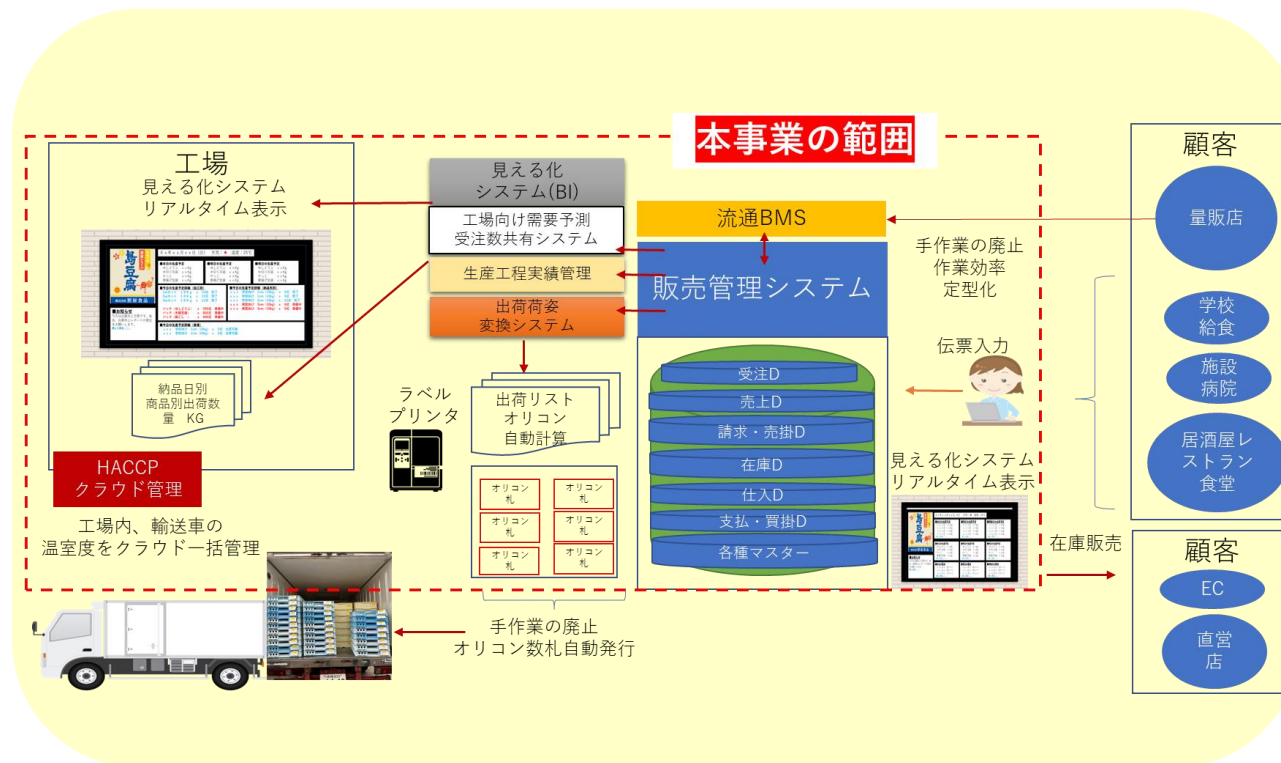 本事業の範囲
工場
見える化システム
リアルタイム表示
島豆腐
■お知らせ
納品日別
商品別出荷数
量 KG
HACCP
クラウド管理
工場内、輸送車の
温室度をクラウド一括管理
見える化
システム(BI)
工場向け需要予測
受注数共有システム
生産工程実績管理
出荷荷姿
変換システム
ラベル
プリンタ
出荷リスト
オリコン
自動計算
オリコン
札
オリコン
札
オリコン
札
オリコン
札
オリコン
札
オリコン
札
手作業の廃止
オリコン数札自動発行
流通BMS
販売管理システム
受注D
売上D
請求・売掛D
在庫D
仕入D
支払・買掛D
各種マスター
手作業の廃止
作業効率
定型化
伝票入力
見える化システム
リアルタイム表示
島豆腐
在庫販売
顧客
量販店
学校
給食
施設
病院
居酒屋レ
ストラン
食堂
顧客
EC
直営
店